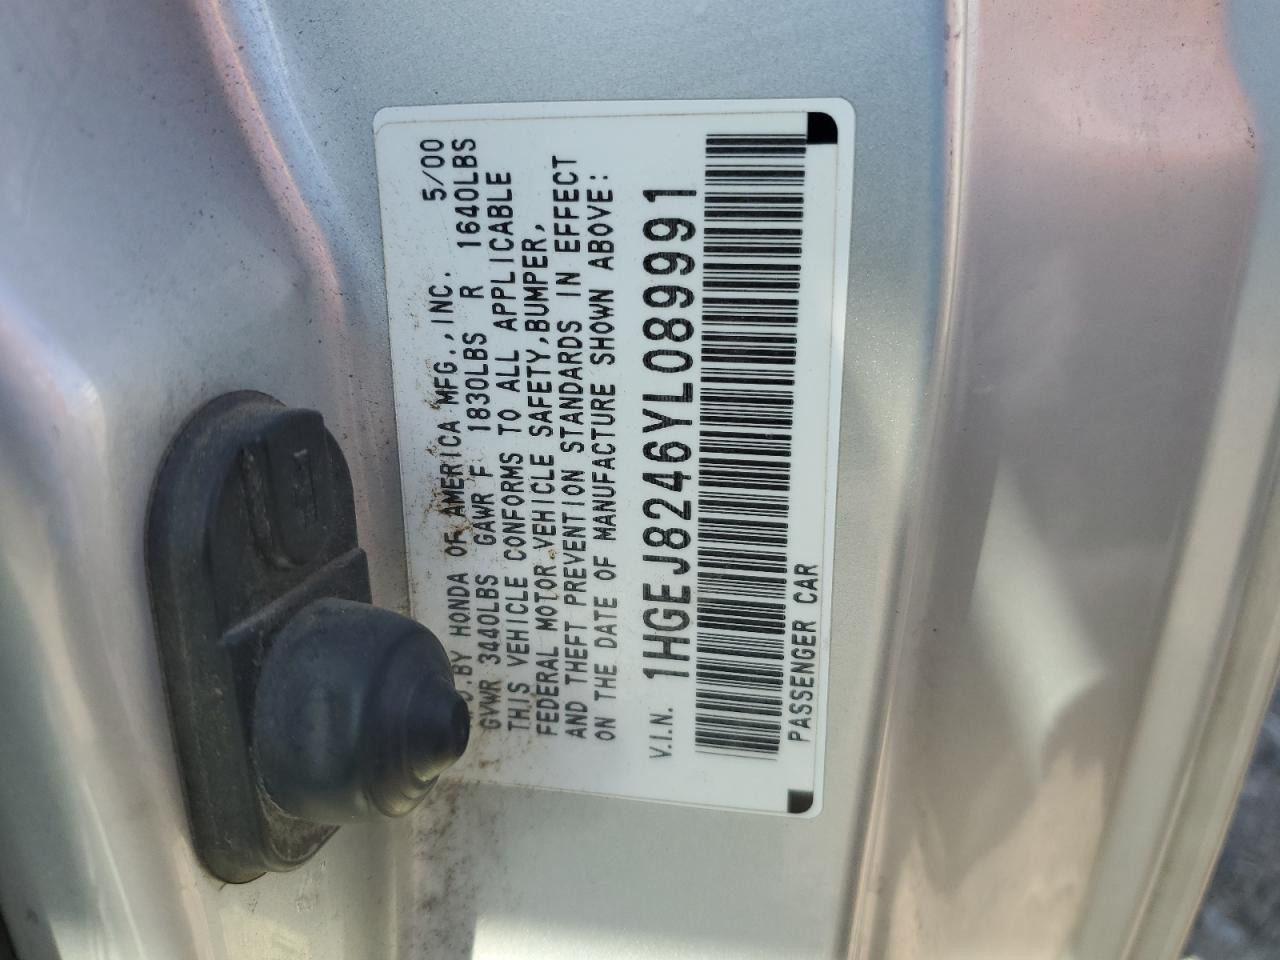 MFD. BY HONDA OF AMERICA MFG., INC. 5/00
GVWR 3440LBS GAWR F 1830LBS R 1640LBS
THIS VEHICLE CONFORMS TO ALL APPLICABLE
FEDERAL MOTOR VEHICLE SAFETY, BUMPER,
AND THEFT PREVENTION STANDARDS IN EFFECT
ON THE DATE OF MANUFACTURE SHOWN ABOVE:
V.I.N. 1HGEJ8246YL089991
PASSENGER CAR